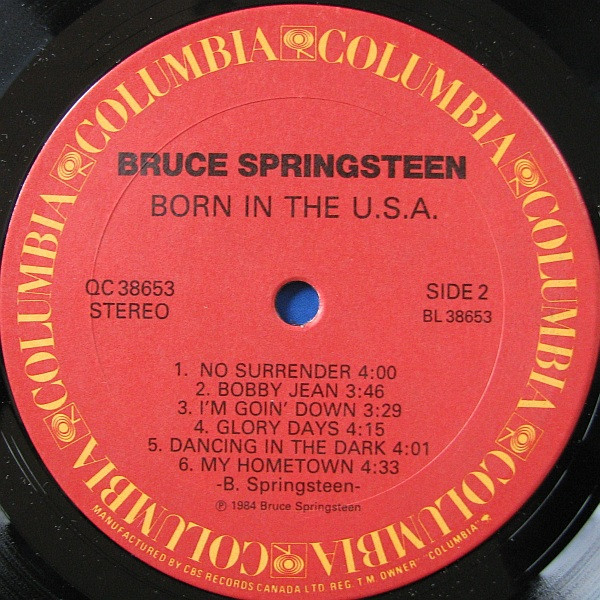 COLUMBIA COLUMBIA COLUMBIA COLUMBIA COLUMBIA COLUMBIA COLUMBIA COLUMBIA
BRUCE SPRINGSTEEN
BORN IN THE U.S.A.
QC 38653
STEREO
SIDE 2
BL 38653
1. NO SURRENDER 4:00
2. BOBBY JEAN 3:46
3. I'M GOIN' DOWN 3:29
4. GLORY DAYS 4:15
5. DANCING IN THE DARK 4:01
6. MY HOMETOWN 4:33
-B. Springsteen-
℗ 1984 Bruce Springsteen
MANUFACTURED BY CBS RECORDS CANADA LTD. REG. T.M. OWNER "COLUMBIA"